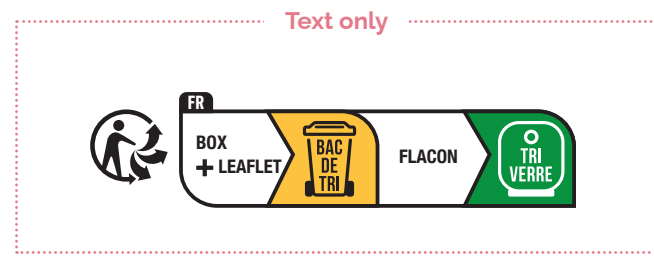 Text only
FR
BOX
+ LEAFLET
BAC
DE
TRI
FLACON
TRI
VERRE